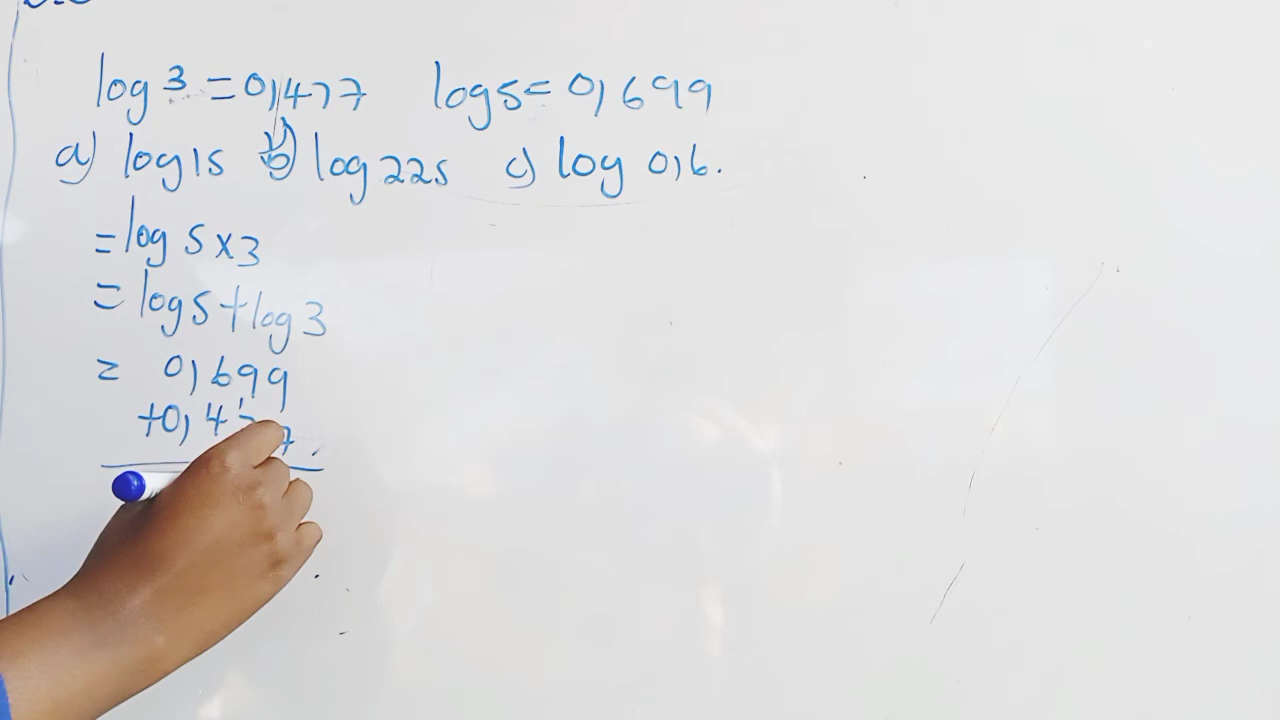 log 3 = 0,477 log 5 = 0,699
a) log 15 b) log 225 c) log 0,6.
= log 5 x 3
= log 5 + log 3
= 0,699
+0,477